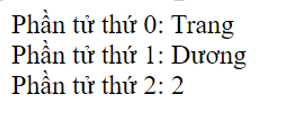 Phần tử thứ 0: Trang
Phần tử thứ 1: Dương
Phần tử thứ 2: 2